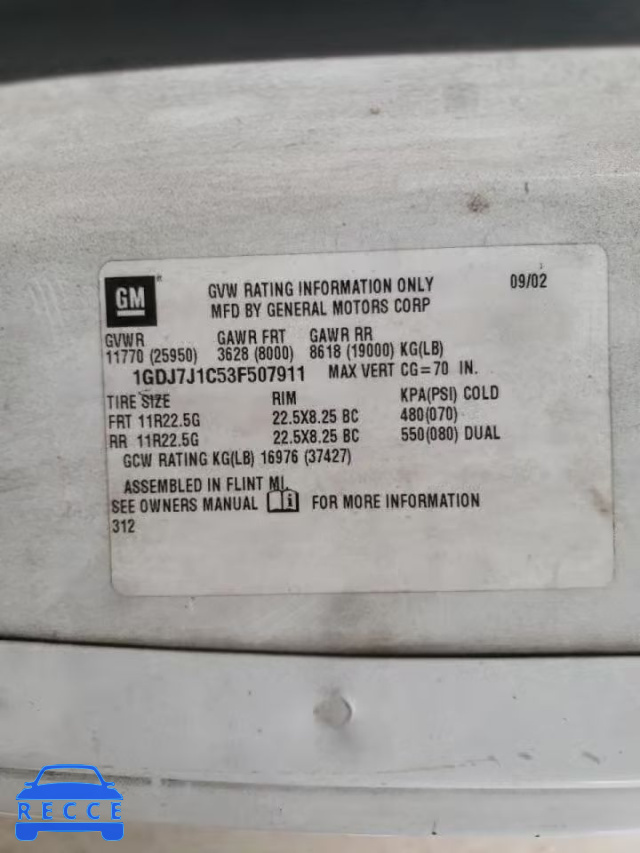 GM ®
GVW RATING INFORMATION ONLY 09/02
MFD BY GENERAL MOTORS CORP
GVWR GAWR FRT GAWR RR
11770 (25950) 3628 (8000) 8618 (19000) KG(LB)
1GDJ7J1C53F507911 MAX VERT CG=70 IN.
TIRE SIZE RIM KPA(PSI) COLD
FRT 11R22.5G 22.5X8.25 BC 480(070)
RR 11R22.5G 22.5X8.25 BC 550(080) DUAL
GCW RATING KG(LB) 16976 (37427)
ASSEMBLED IN FLINT MI.
SEE OWNERS MANUAL i FOR MORE INFORMATION
312
RECCE